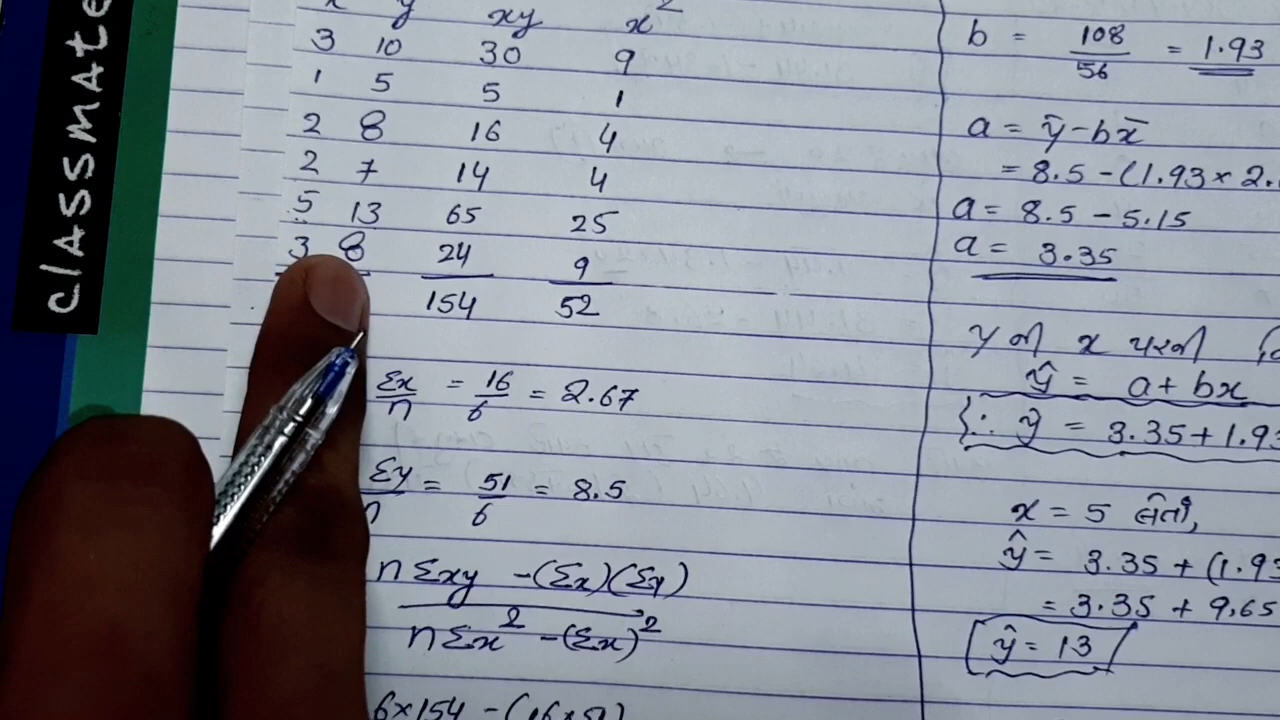 classmate
x y xy x²
3 10 30 9
1 5 5 1
2 8 16 4
2 7 14 4
5 13 65 25
3 8 24 9
154 52
Σx/n = 16/6 = 2.67
Σy/n = 51/6 = 8.5
nΣxy - (Σx)(Σy)
nΣx² - (Σx)²
6×154 - (16×51)
b = 108/56 = 1.93
a = ȳ - bx̄
= 8.5 - (1.93 × 2.
a = 8.5 - 5.15
a = 3.35
y ની x પરની
ŷ = a + bx
∴ ŷ = 3.35 + 1.93
x = 5 લેતાં,
ŷ = 3.35 + (1.93
= 3.35 + 9.65
ŷ = 13